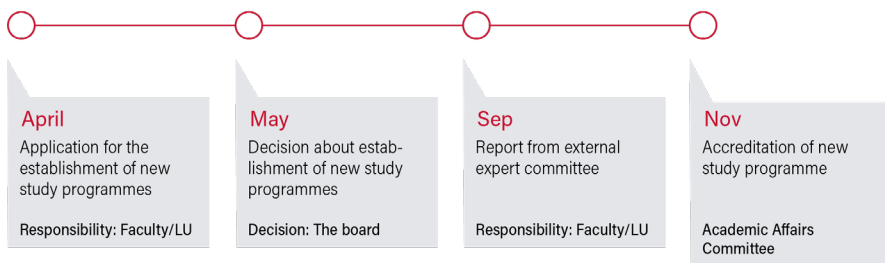 April
Application for the
establishment of new
study programmes
Responsibility: Faculty/LU
May
Decision about estab-
lishment of new study
programmes
Decision: The board
Sep
Report from external
expert committee
Responsibility: Faculty/LU
Nov
Accreditation of new
study programme
Academic Affairs
Committee